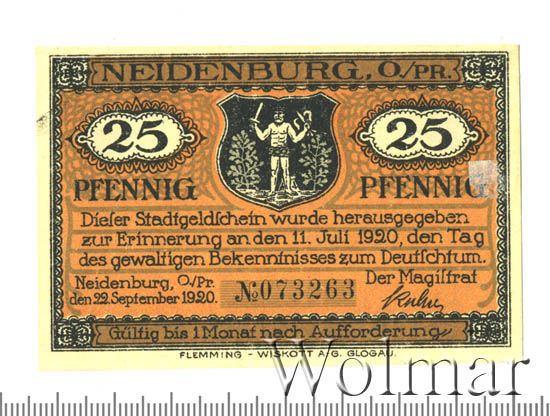 NEIDENBURG, O/PR.
25 25
PFENNIG PFENNIG
Dieser Stadtgeldschein wurde herausgegeben
zur Erinnerung an den 11. Juli 1920, den Tag
des gewaltigen Bekenntnisses zum Deutschtum.
Neidenburg, O/Pr. Der Magistrat
den 22. September 1920. №073263
Gültig bis 1 Monat nach Aufforderung
FLEMMING - WISKOTT A-G. GLOGAU.
Wolmar